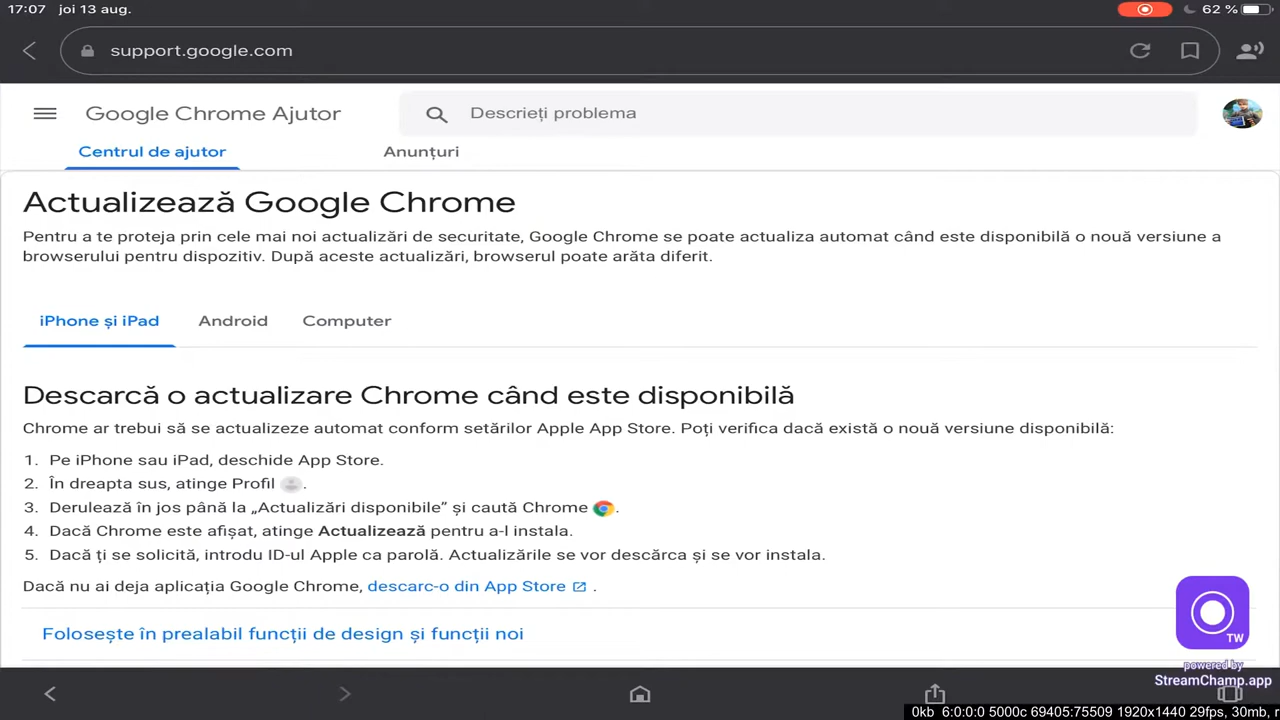 17:07 joi 13 aug.
62 %
support.google.com
Google Chrome Ajutor
Descrieți problema
Centrul de ajutor
Anunțuri
Actualizează Google Chrome
Pentru a te proteja prin cele mai noi actualizări de securitate, Google Chrome se poate actualiza automat când este disponibilă o nouă versiune a
browserului pentru dispozitiv. După aceste actualizări, browserul poate arăta diferit.
iPhone și iPad
Android
Computer
Descarcă o actualizare Chrome când este disponibilă
Chrome ar trebui să se actualizeze automat conform setărilor Apple App Store. Poți verifica dacă există o nouă versiune disponibilă:
1. Pe iPhone sau iPad, deschide App Store.
2. În dreapta sus, atinge Profil .
3. Derulează în jos până la „Actualizări disponibile” și caută Chrome .
4. Dacă Chrome este afișat, atinge Actualizează pentru a-l instala.
5. Dacă ți se solicită, introdu ID-ul Apple ca parolă. Actualizările se vor descărca și se vor instala.
Dacă nu ai deja aplicația Google Chrome, descarc-o din App Store .
Folosește în prealabil funcții de design și funcții noi
TW
powered by
StreamChamp.app
0kb 6:0:0:0 5000c 69405:75509 1920x1440 29fps, 30mb, r